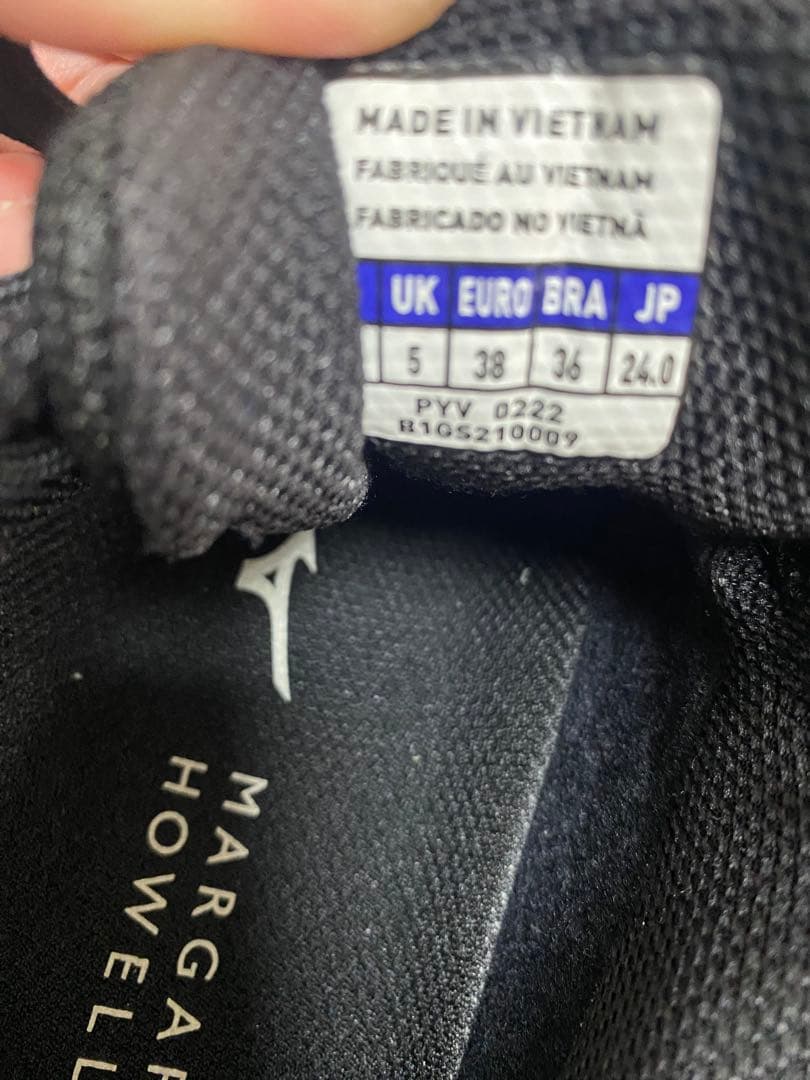 MADE IN VIETNAM
FABRIQUÉ AU VIETNAM
FABRICADO NO VIETNÃ
UK EURO BRA JP
5 38 36 24.0
PYV 0222
B1GS210009
MARGAR
HOWELL